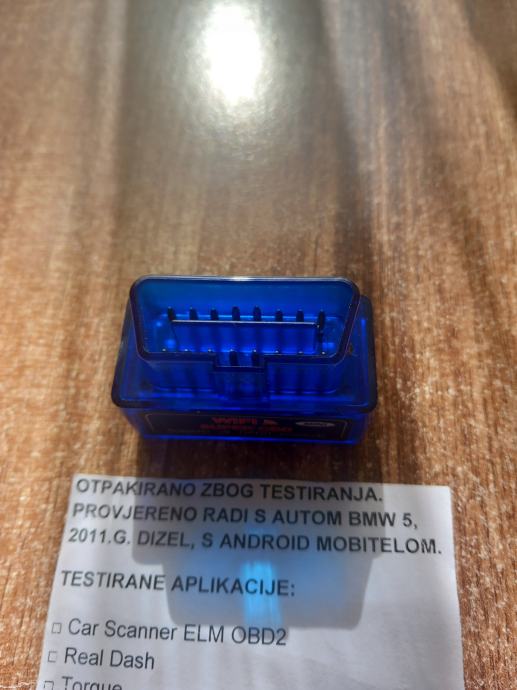 WIFI
OTPAKIRANO ZBOG TESTIRANJA.
PROVJERENO RADI S AUTOM BMW 5,
2011.G. DIZEL, S ANDROID MOBITELOM.
TESTIRANE APLIKACIJE:
□ Car Scanner ELM OBD2
□ Real Dash
□ Torque